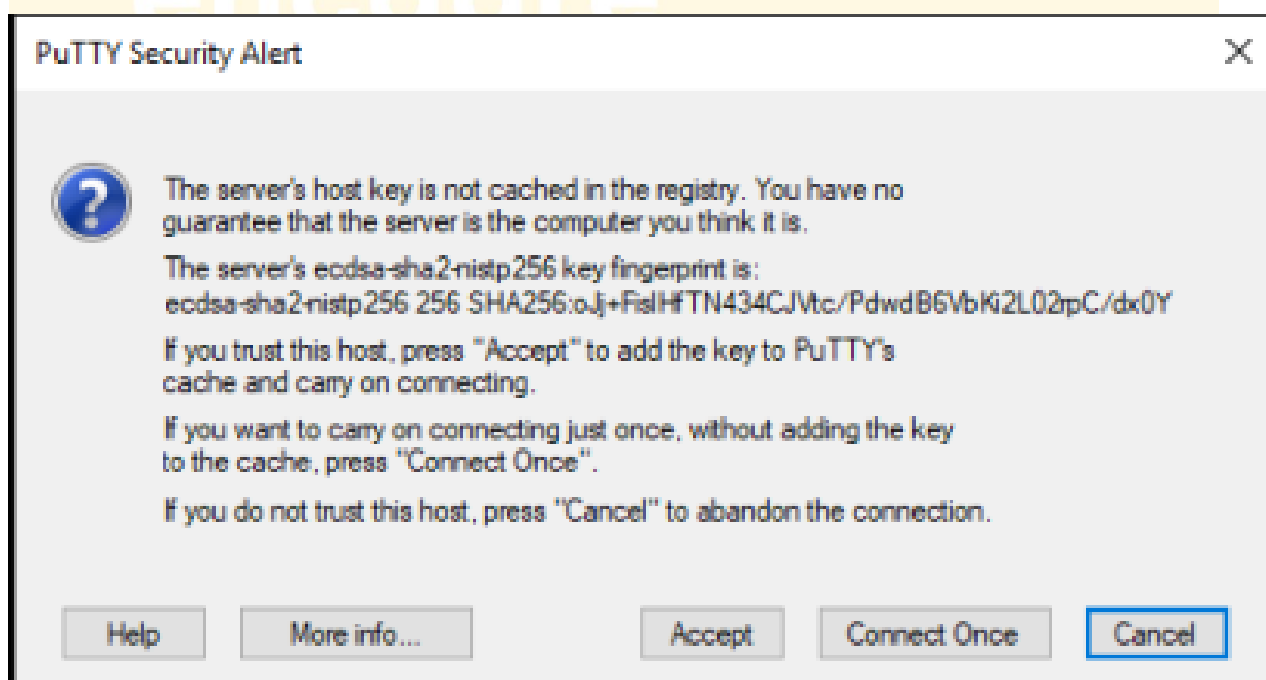 PuTTY Security Alert
The server's host key is not cached in the registry. You have no
guarantee that the server is the computer you think it is.
The server's ecdsa-sha2-nistp256 key fingerprint is:
ecdsa-sha2-nistp256 256
If you trust this host, press "Accept" to add the key to PuTTY's
cache and carry on connecting.
If you want to carry on connecting just once, without adding the key
to the cache, press "Connect Once".
If you do not trust this host, press "Cancel" to abandon the connection.
Help More info... Accept Connect Once Cancel